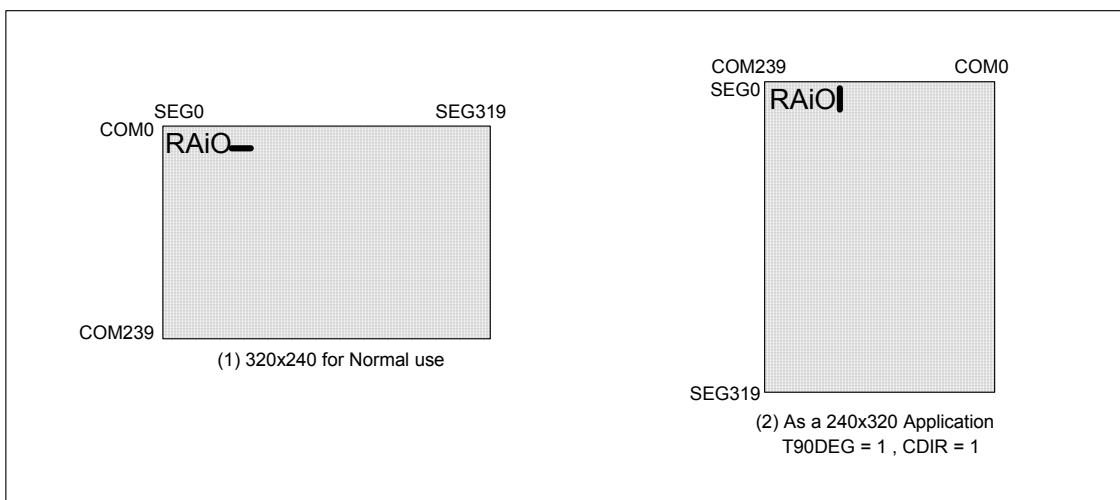 SEG0 SEG319
COM0
RAiO
COM239
(1) 320x240 for Normal use
COM239 COM0
SEG0
RAiO
SEG319
(2) As a 240x320 Application
T90DEG = 1 , CDIR = 1